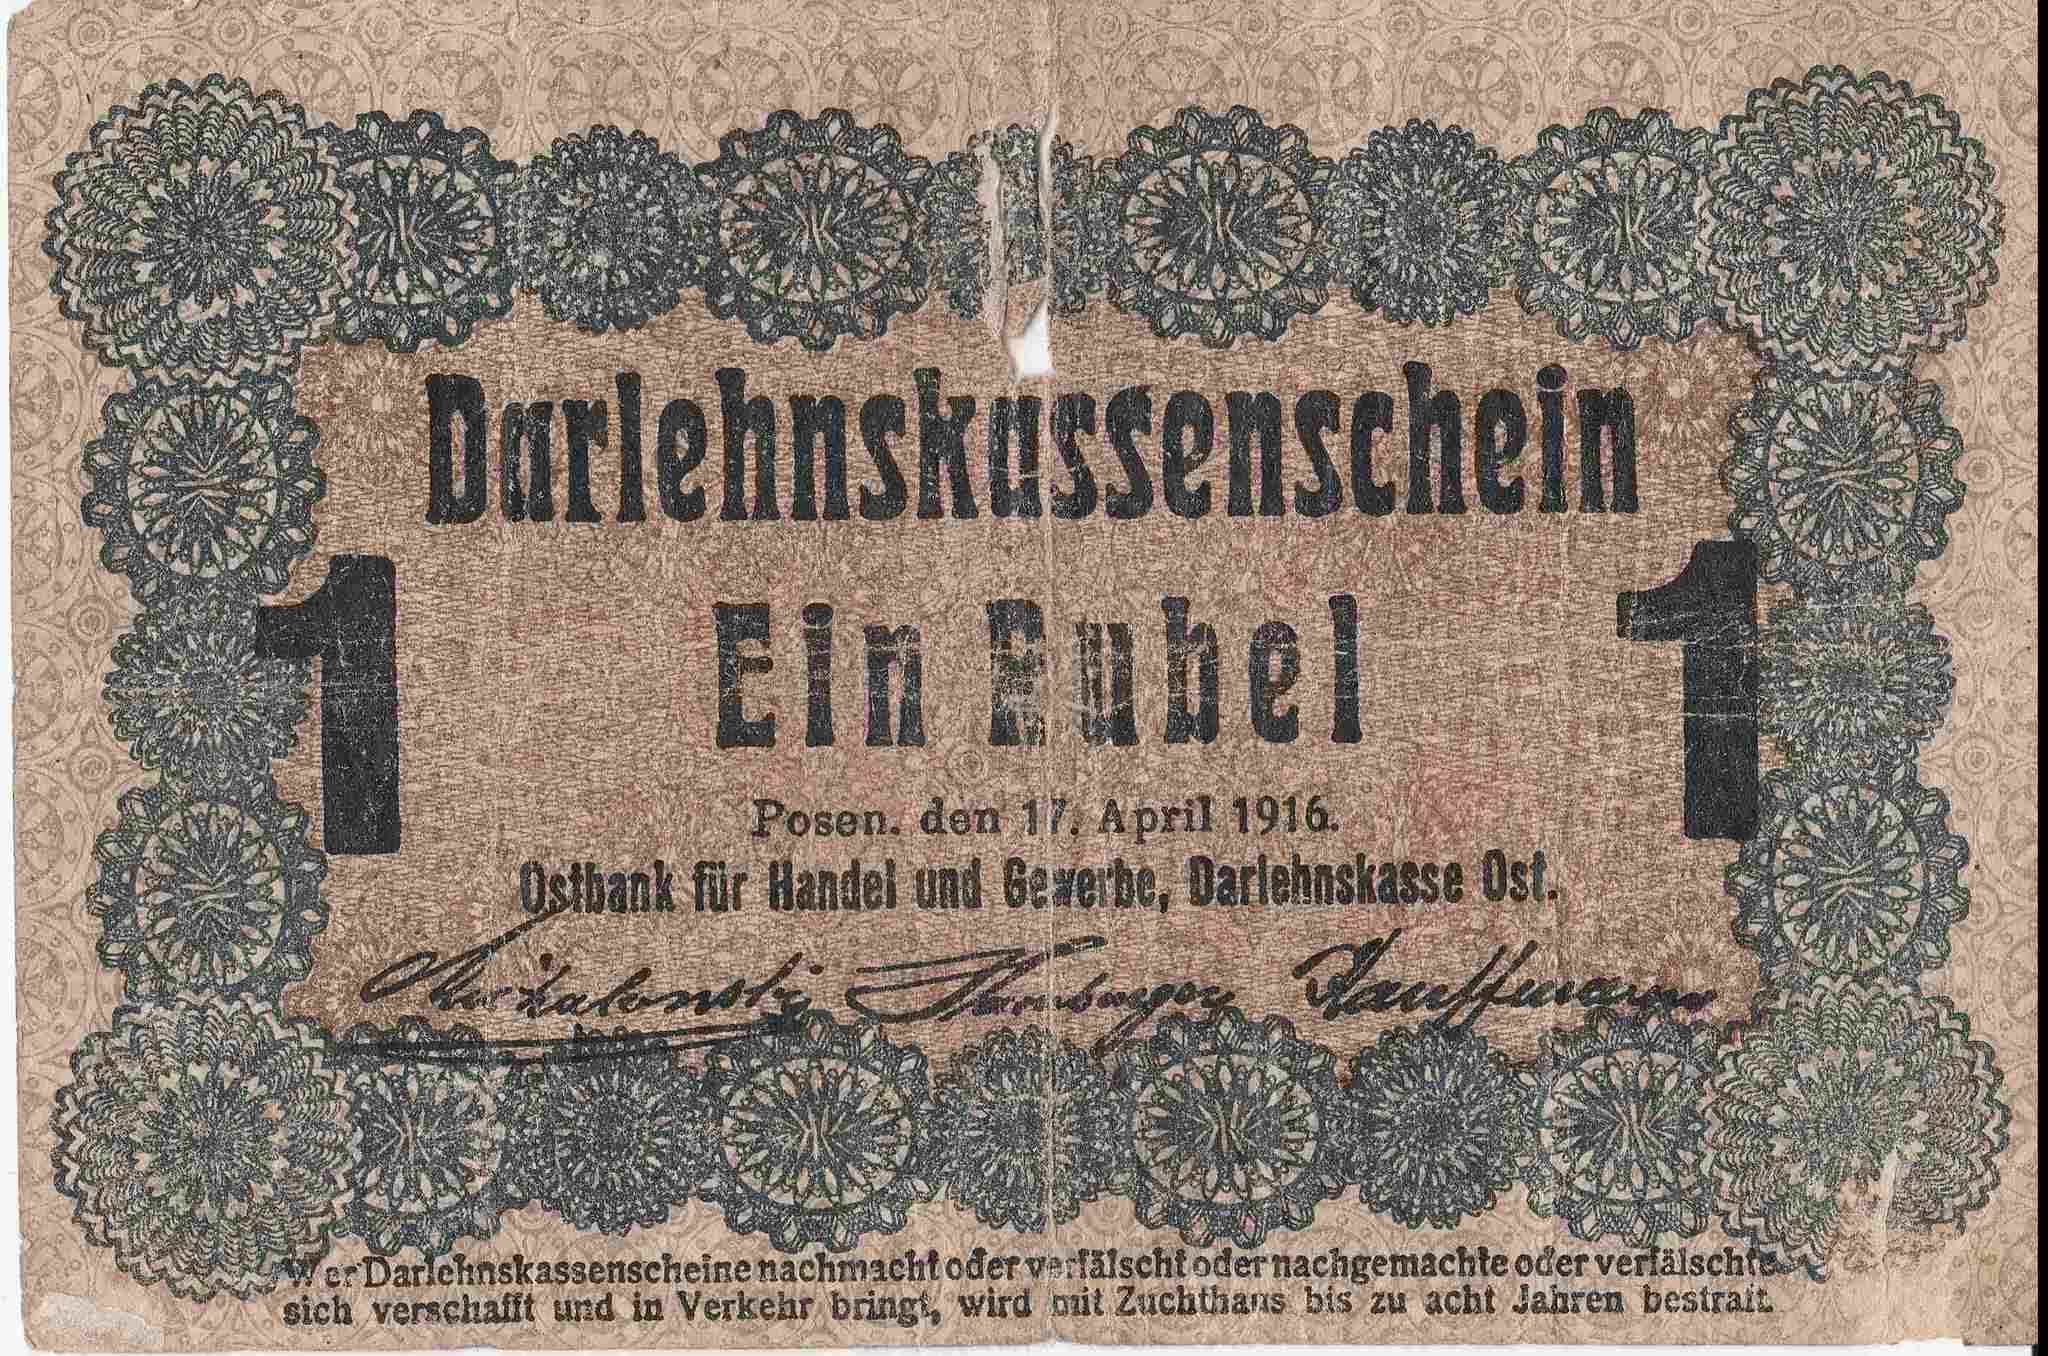 Darlehnskassenschein
1 Ein Rubel 1
Posen, den 17. April 1916.
Ostbank für Handel und Gewerbe, Darlehnskasse Ost.
Kauffmann
Wer Darlehnskassenscheine nachmacht oder verfälscht oder nachgemachte oder verfälschte
sich verschafft und in Verkehr bringt, wird mit Zuchthaus bis zu acht Jahren bestraft.